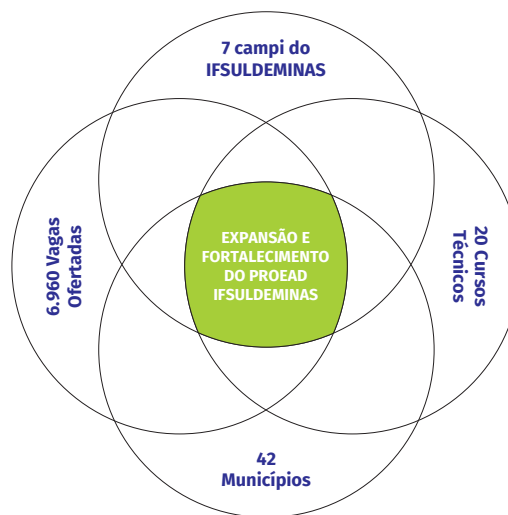 7 campi do
IFSULDEMINAS
6.960 Vagas
Ofertadas
EXPANSÃO E
FORTALECIMENTO
DO PROEAD
IFSULDEMINAS
20 Cursos
Técnicos
42
Municípios